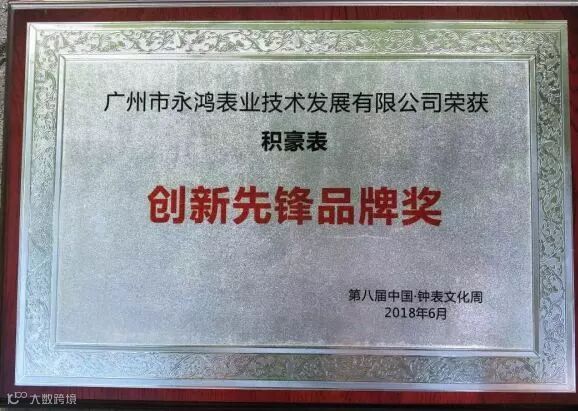 广州市永鸿表业技术发展有限公司荣获
积豪表
创新先锋品牌奖
第八届中国·钟表文化周
2018年6月
大数跨境